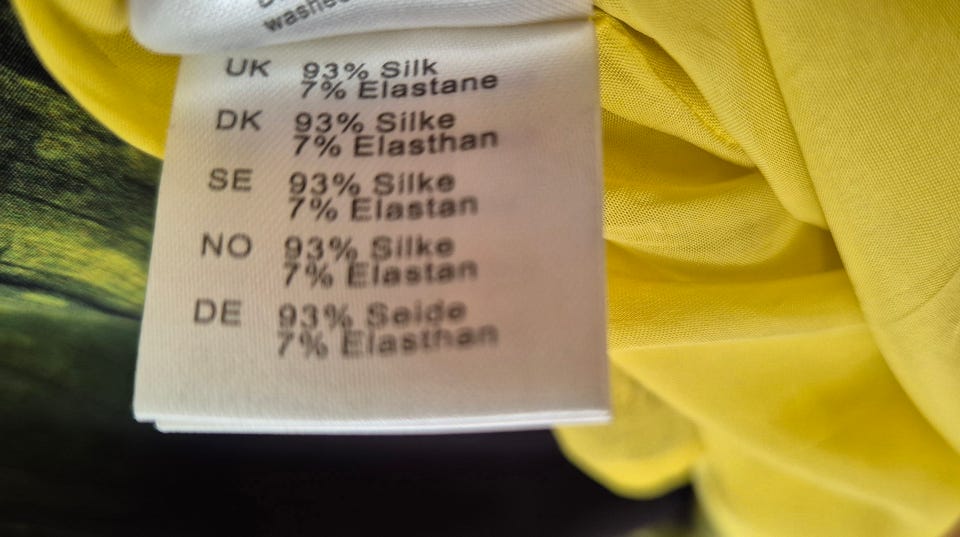 washed
UK 93% Silk
7% Elastane
DK 93% Silke
7% Elasthan
SE 93% Silke
7% Elastan
NO 93% Silke
7% Elastan
DE 93% Seide
7% Elasthan